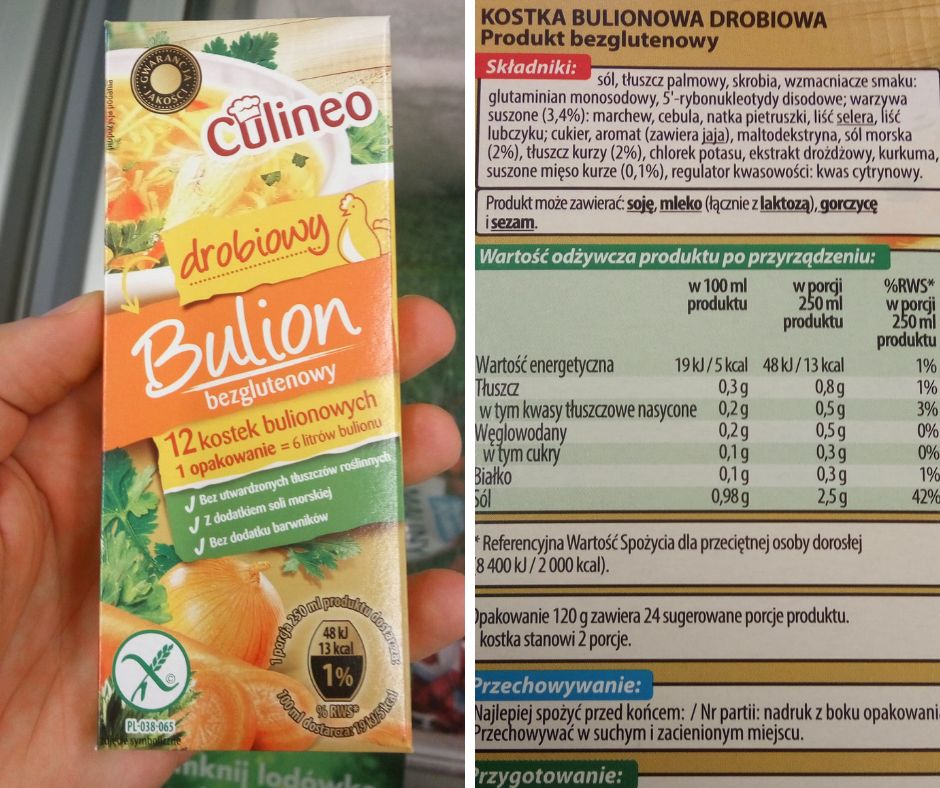 GWARANCJA JAKOŚCI
Culineo
drobiowy
Bulion
bezglutenowy
12 kostek bulionowych
1 opakowanie = 6 litrów bulionu
✓ Bez utwardzonych tłuszczów roślinnych
✓ Z dodatkiem soli morskiej
✓ Bez dodatku barwników
1 porcja 250 ml produktu dostarcza:
48 kJ
13 kcal
1%
% RWS*
100 ml dostarcza: 19 kJ/5 kcal
PL-038-065
KOSTKA BULIONOWA DROBIOWA
Produkt bezglutenowy
Składniki:
sól, tłuszcz palmowy, skrobia, wzmacniacze smaku:
glutaminian monosodowy, 5'-rybonukleotydy disodowe; warzywa
suszone (3,4%): marchew, cebula, natka pietruszki, liść selera, liść
lubczyku; cukier, aromat (zawiera jaja), maltodekstryna, sól morska
(2%), tłuszcz kurzy (2%), chlorek potasu, ekstrakt drożdżowy, kurkuma,
suszone mięso kurze (0,1%), regulator kwasowości: kwas cytrynowy.
Produkt może zawierać: soję, mleko (łącznie z laktozą), gorczycę
i sezam.
Wartość odżywcza produktu po przyrządzeniu:
w 100 ml produktu w porcji 250 ml produktu %RWS* w porcji 250 ml produktu
Wartość energetyczna 19 kJ / 5 kcal 48 kJ / 13 kcal 1%
Tłuszcz 0,3 g 0,8 g 1%
w tym kwasy tłuszczowe nasycone 0,2 g 0,5 g 3%
Węglowodany 0,2 g 0,5 g 0%
w tym cukry 0,1 g 0,3 g 0%
Białko 0,1 g 0,3 g 1%
Sól 0,98 g 2,5 g 42%
* Referencyjna Wartość Spożycia dla przeciętnej osoby dorosłej
(8 400 kJ / 2 000 kcal).
Opakowanie 120 g zawiera 24 sugerowane porcje produktu.
kostka stanowi 2 porcje.
Przechowywanie:
Najlepiej spożyć przed końcem: / Nr partii: nadruk z boku opakowani
Przechowywać w suchym i zacienionym miejscu.
Przygotowanie: